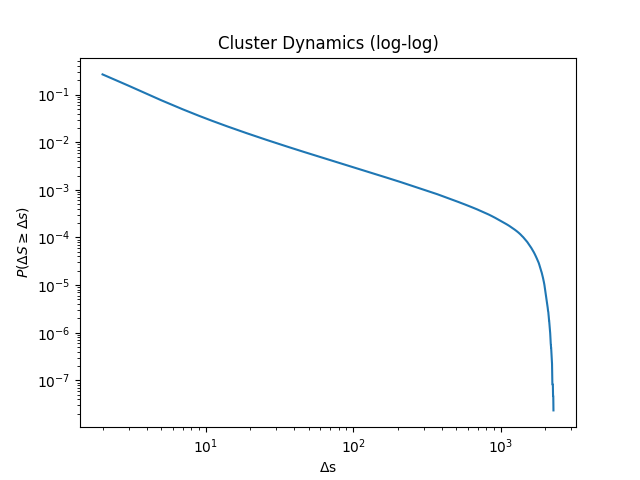 Cluster Dynamics (log-log)
P(ΔS ≥ Δs)
10⁻¹
10⁻²
10⁻³
10⁻⁴
10⁻⁵
10⁻⁶
10⁻⁷
10¹ 10² 10³
Δs